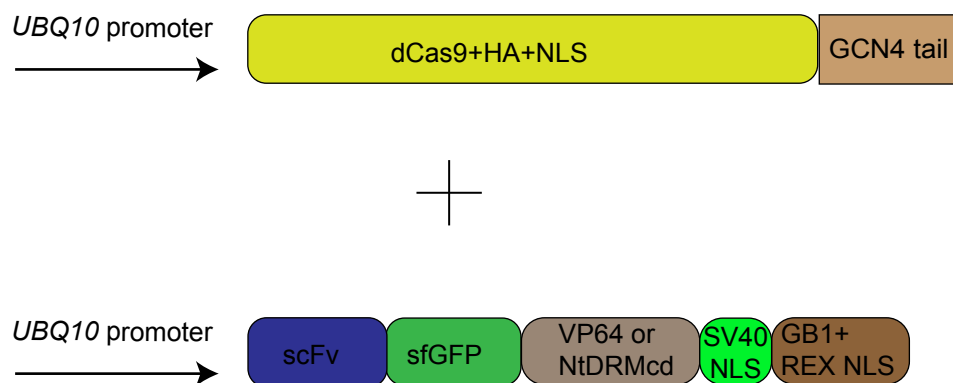 UBQ10 promoter
dCas9+HA+NLS
GCN4 tail
+
UBQ10 promoter
scFv
sfGFP
VP64 or
NtDRMcd
SV40
NLS
GB1+
REX NLS